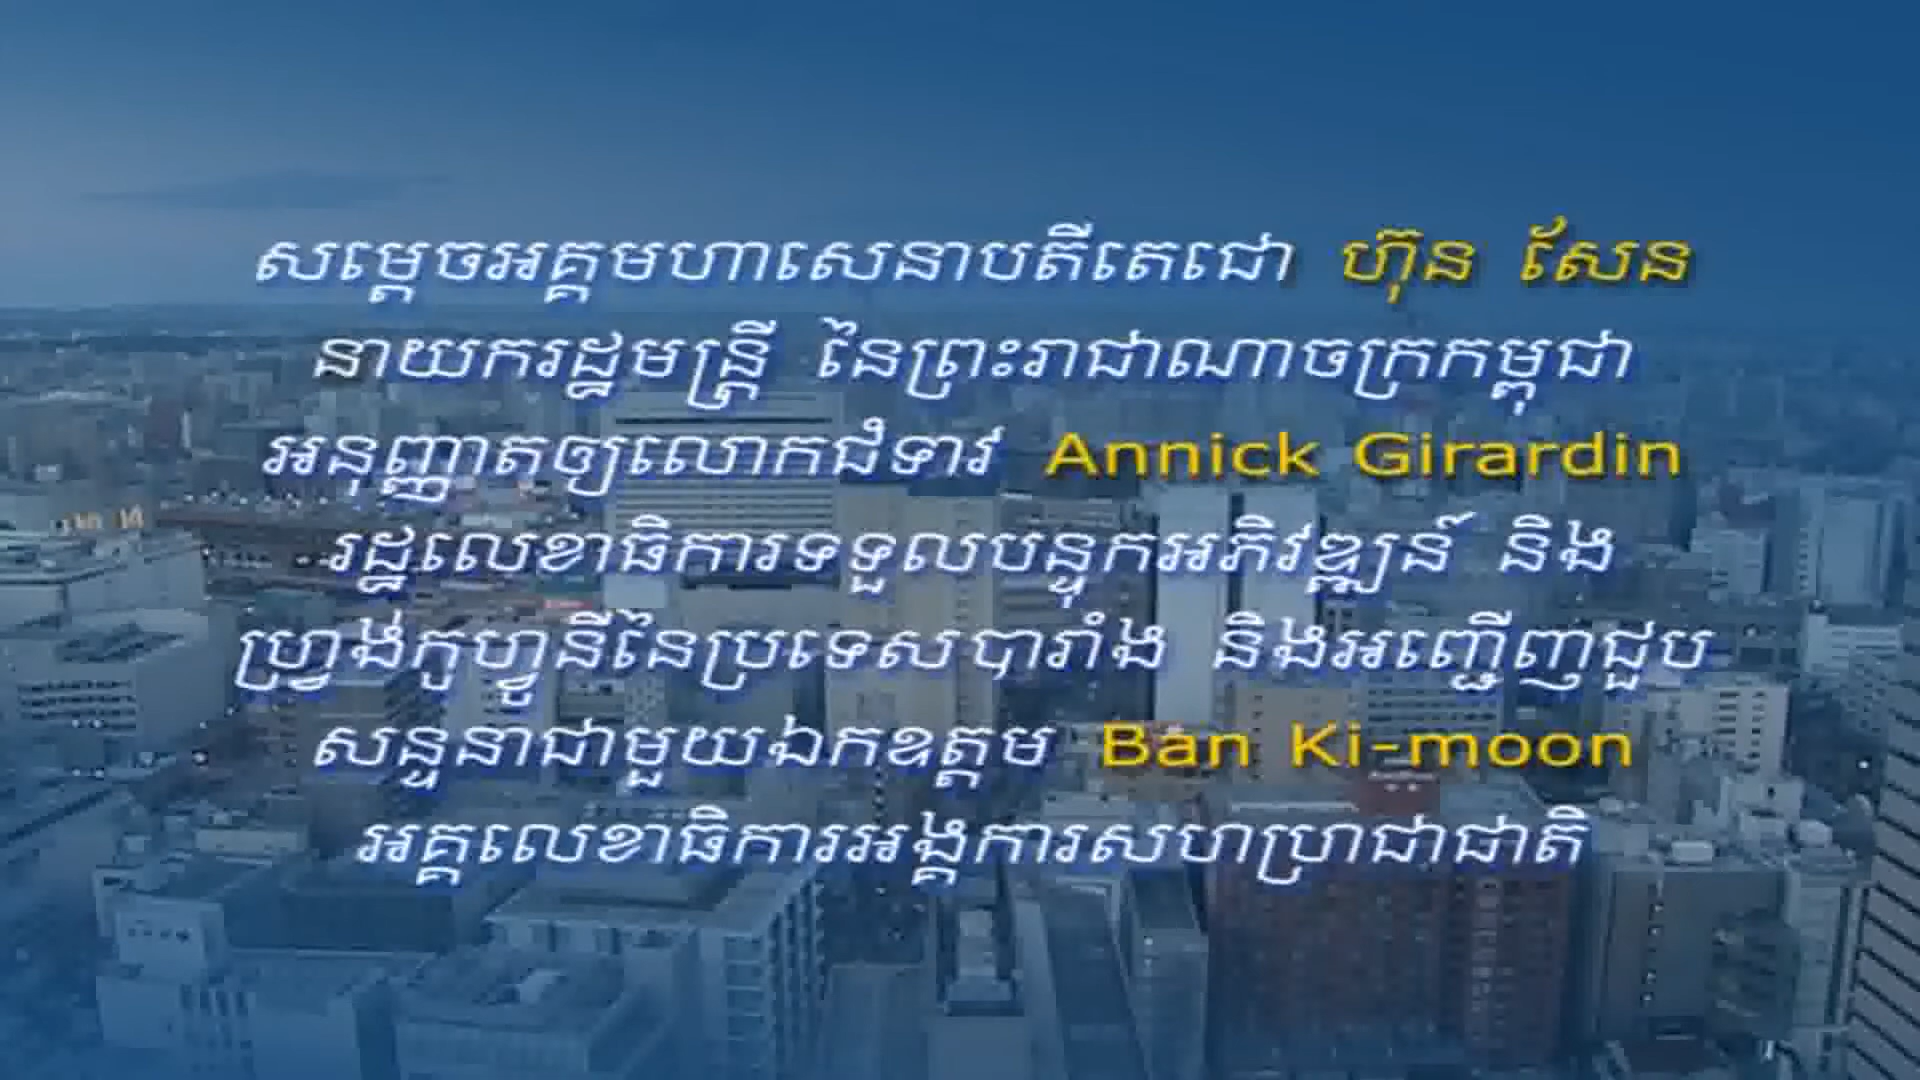 សម្តេចអគ្គមហាសេនាបតីតេជោ ហ៊ុន សែន
នាយករដ្ឋមន្ត្រី នៃព្រះរាជាណាចក្រកម្ពុជា
អនុញ្ញាតឲ្យលោកជំទាវ Annick Girardin
រដ្ឋលេខាធិការទទួលបន្ទុកអភិវឌ្ឍន៍ និង
ហ្វ្រង់កូហ្វូនីនៃប្រទេសបារាំង និងអញ្ជើញជួប
សន្ទនាជាមួយឯកឧត្តម Ban Ki-moon
អគ្គលេខាធិការអង្គការសហប្រាជាជាតិ